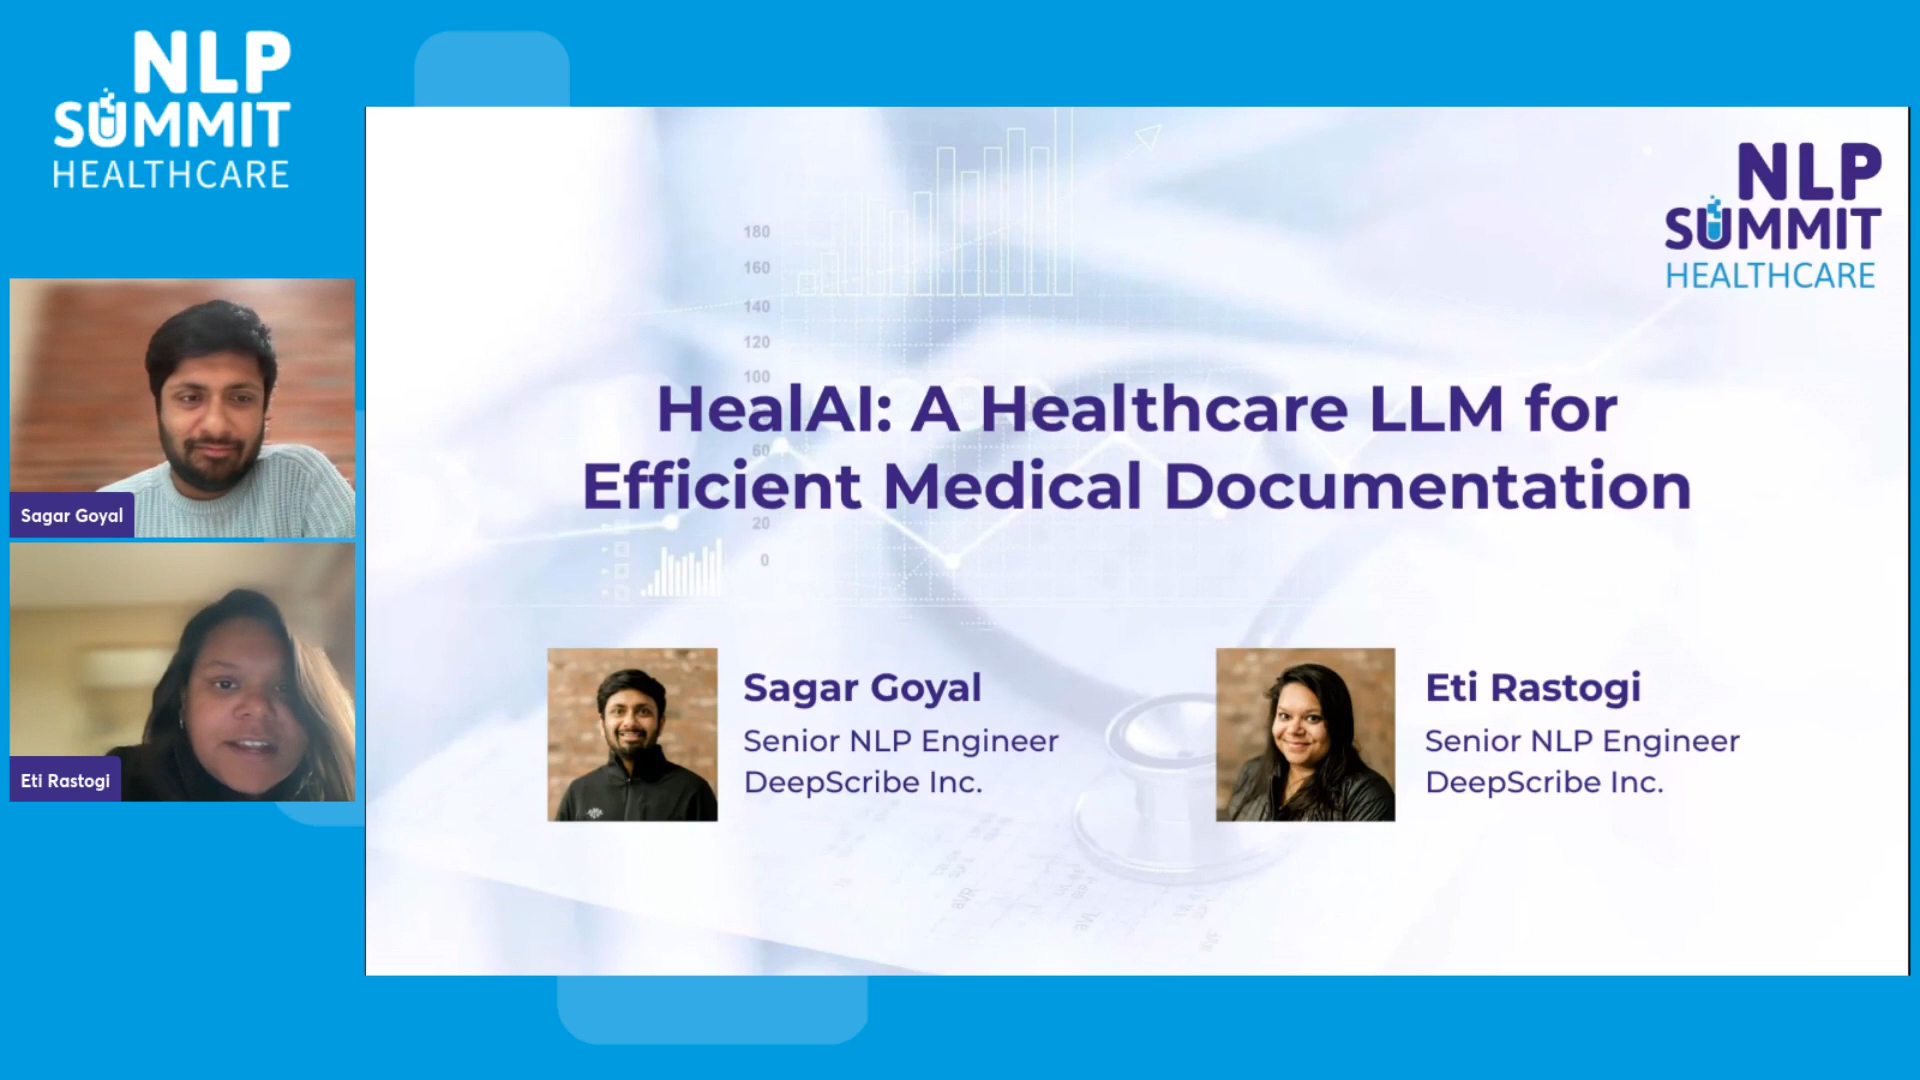 NLP
SUMMIT
HEALTHCARE
Sagar Goyal
Eti Rastogi
NLP
SUMMIT
HEALTHCARE
180
160
140
120
100
60
20
0
HealAI: A Healthcare LLM for
Efficient Medical Documentation
Sagar Goyal
Senior NLP Engineer
DeepScribe Inc.
Eti Rastogi
Senior NLP Engineer
DeepScribe Inc.